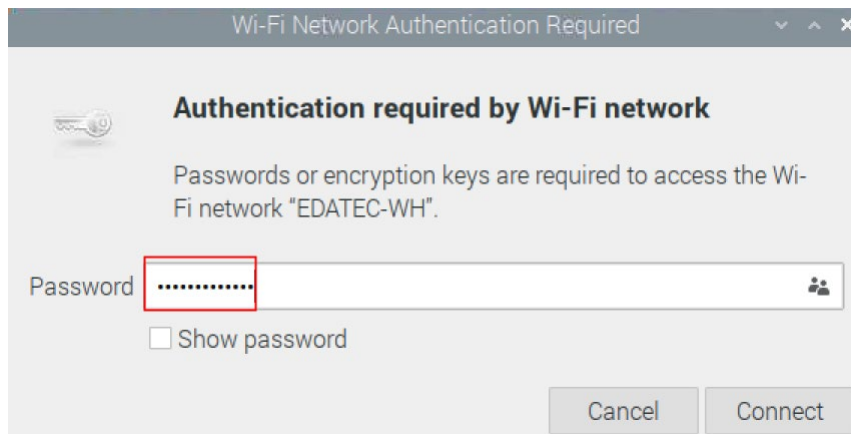 Wi-Fi Network Authentication Required
Authentication required by Wi-Fi network
Passwords or encryption keys are required to access the Wi-
Fi network “EDATEC-WH”.
Password •••••••••••••
Show password
Cancel Connect